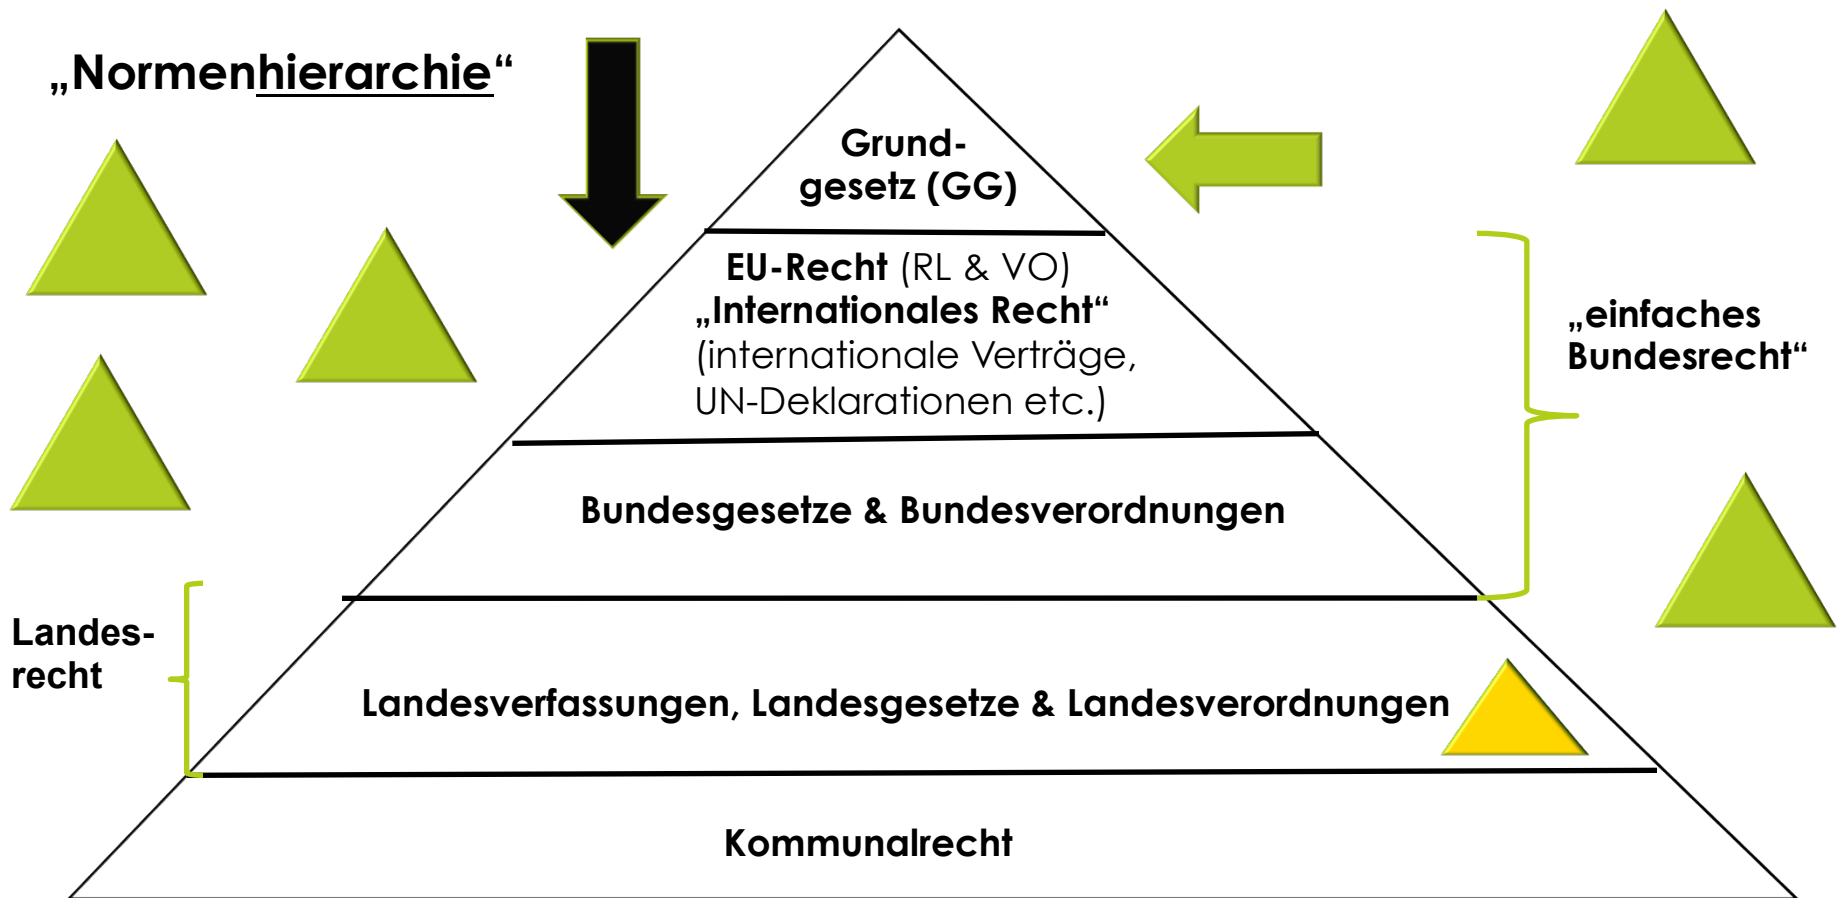 „Normenhierarchie“
Grund-
gesetz (GG)
EU-Recht (RL & VO)
„Internationales Recht“
(internationale Verträge,
UN-Deklarationen etc.)
„einfaches
Bundesrecht“
Bundesgesetze & Bundesverordnungen
Landes-
recht
Landesverfassungen, Landesgesetze & Landesverordnungen
Kommunalrecht